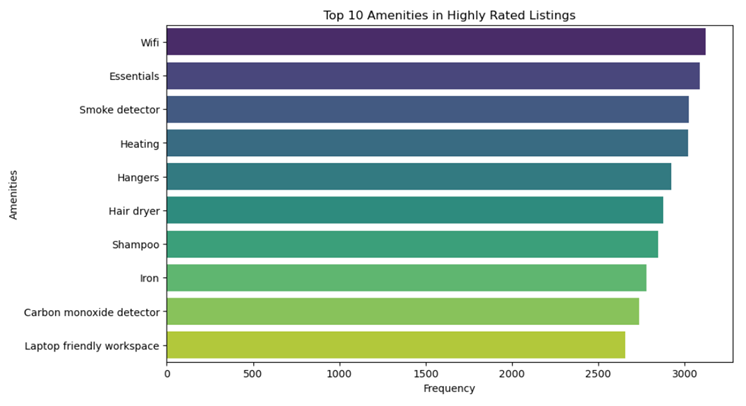 Top 10 Amenities in Highly Rated Listings
Amenities
Wifi
Essentials
Smoke detector
Heating
Hangers
Hair dryer
Shampoo
Iron
Carbon monoxide detector
Laptop friendly workspace
0 500 1000 1500 2000 2500 3000
Frequency